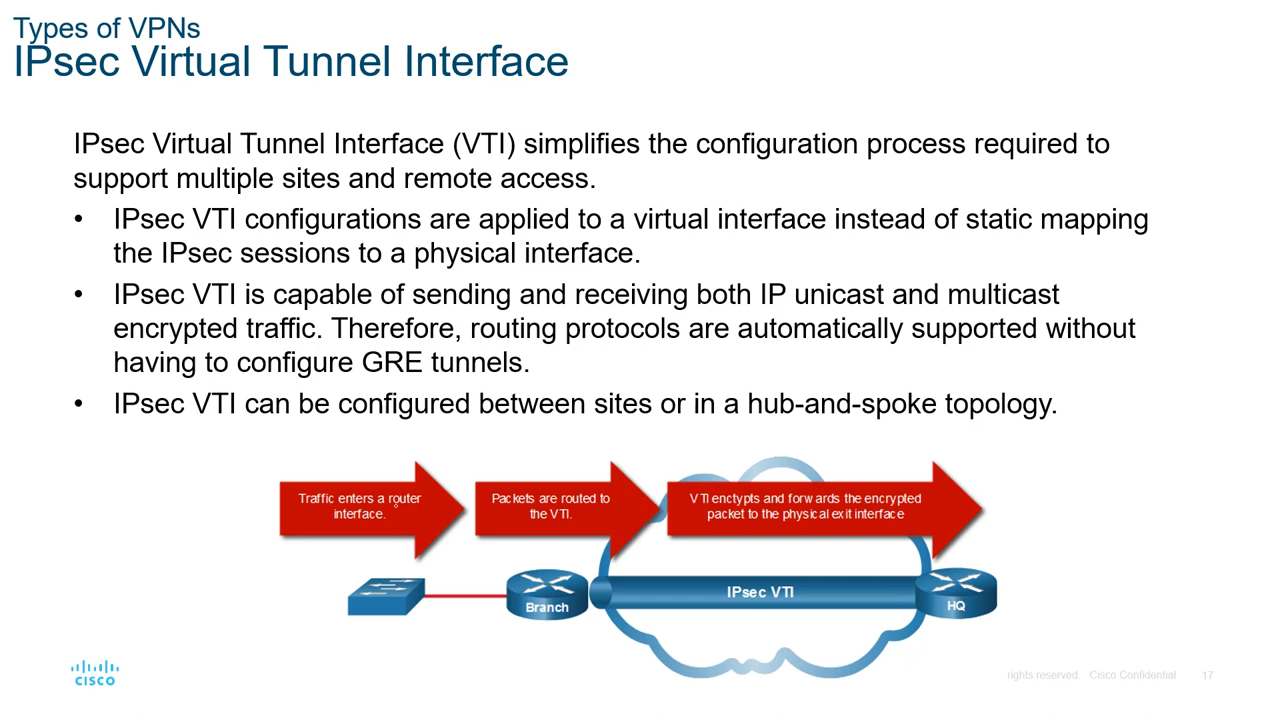 Types of VPNs
IPsec Virtual Tunnel Interface
IPsec Virtual Tunnel Interface (VTI) simplifies the configuration process required to
support multiple sites and remote access.
• IPsec VTI configurations are applied to a virtual interface instead of static mapping
the IPsec sessions to a physical interface.
• IPsec VTI is capable of sending and receiving both IP unicast and multicast
encrypted traffic. Therefore, routing protocols are automatically supported without
having to configure GRE tunnels.
• IPsec VTI can be configured between sites or in a hub-and-spoke topology.
Traffic enters a router
interface.
Packets are routed to
the VTI.
VTI enctypts and forwards the encrypted
packet to the physical exit interface
Branch
IPsec VTI
HQ
cisco
rights reserved. Cisco Confidential
17